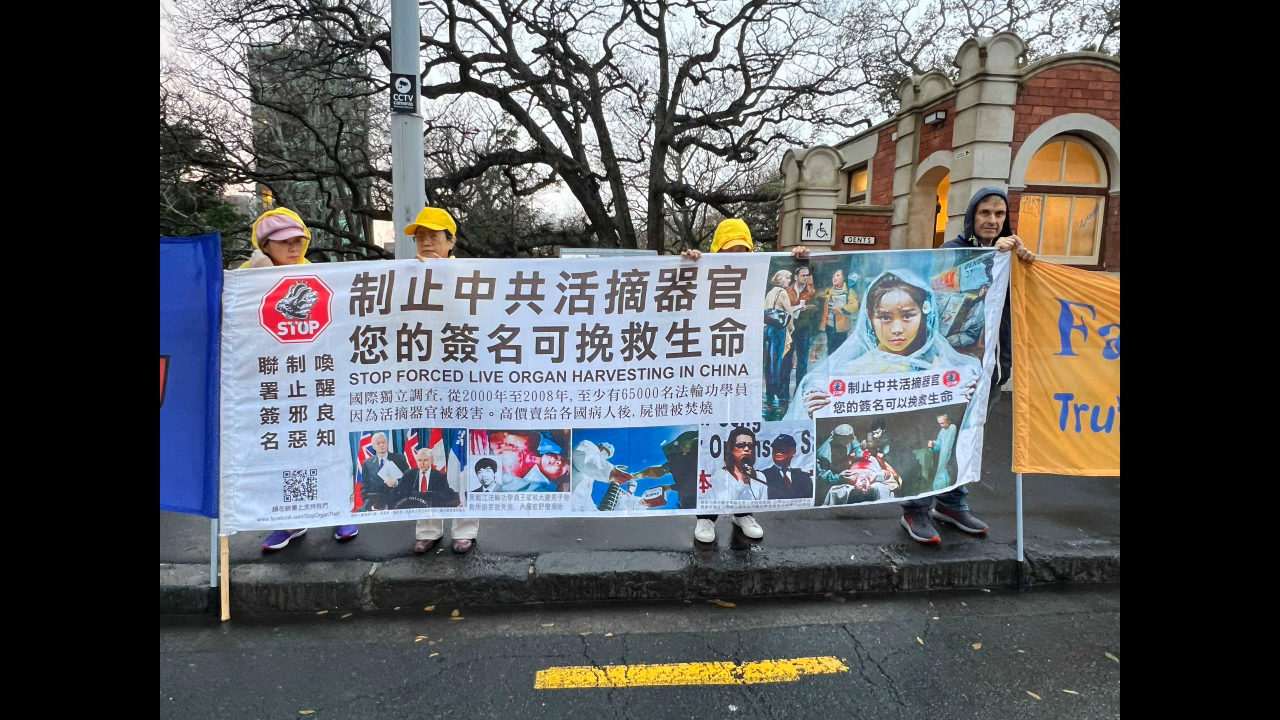 CCTV
cameras
GENTS
制止中共活摘器官
您的簽名可挽救生命
STOP FORCED LIVE ORGAN HARVESTING IN CHINA
國際獨立調查, 從2000年至2008年, 至少有65000名法輪功學員
因為活摘器官被殺害。高價賣給各國病人後, 屍體被焚燒
STOP
喚醒良知
制止邪惡
聯署簽名
制止中共活摘器官
您的簽名可以挽救生命
Fa
Tru